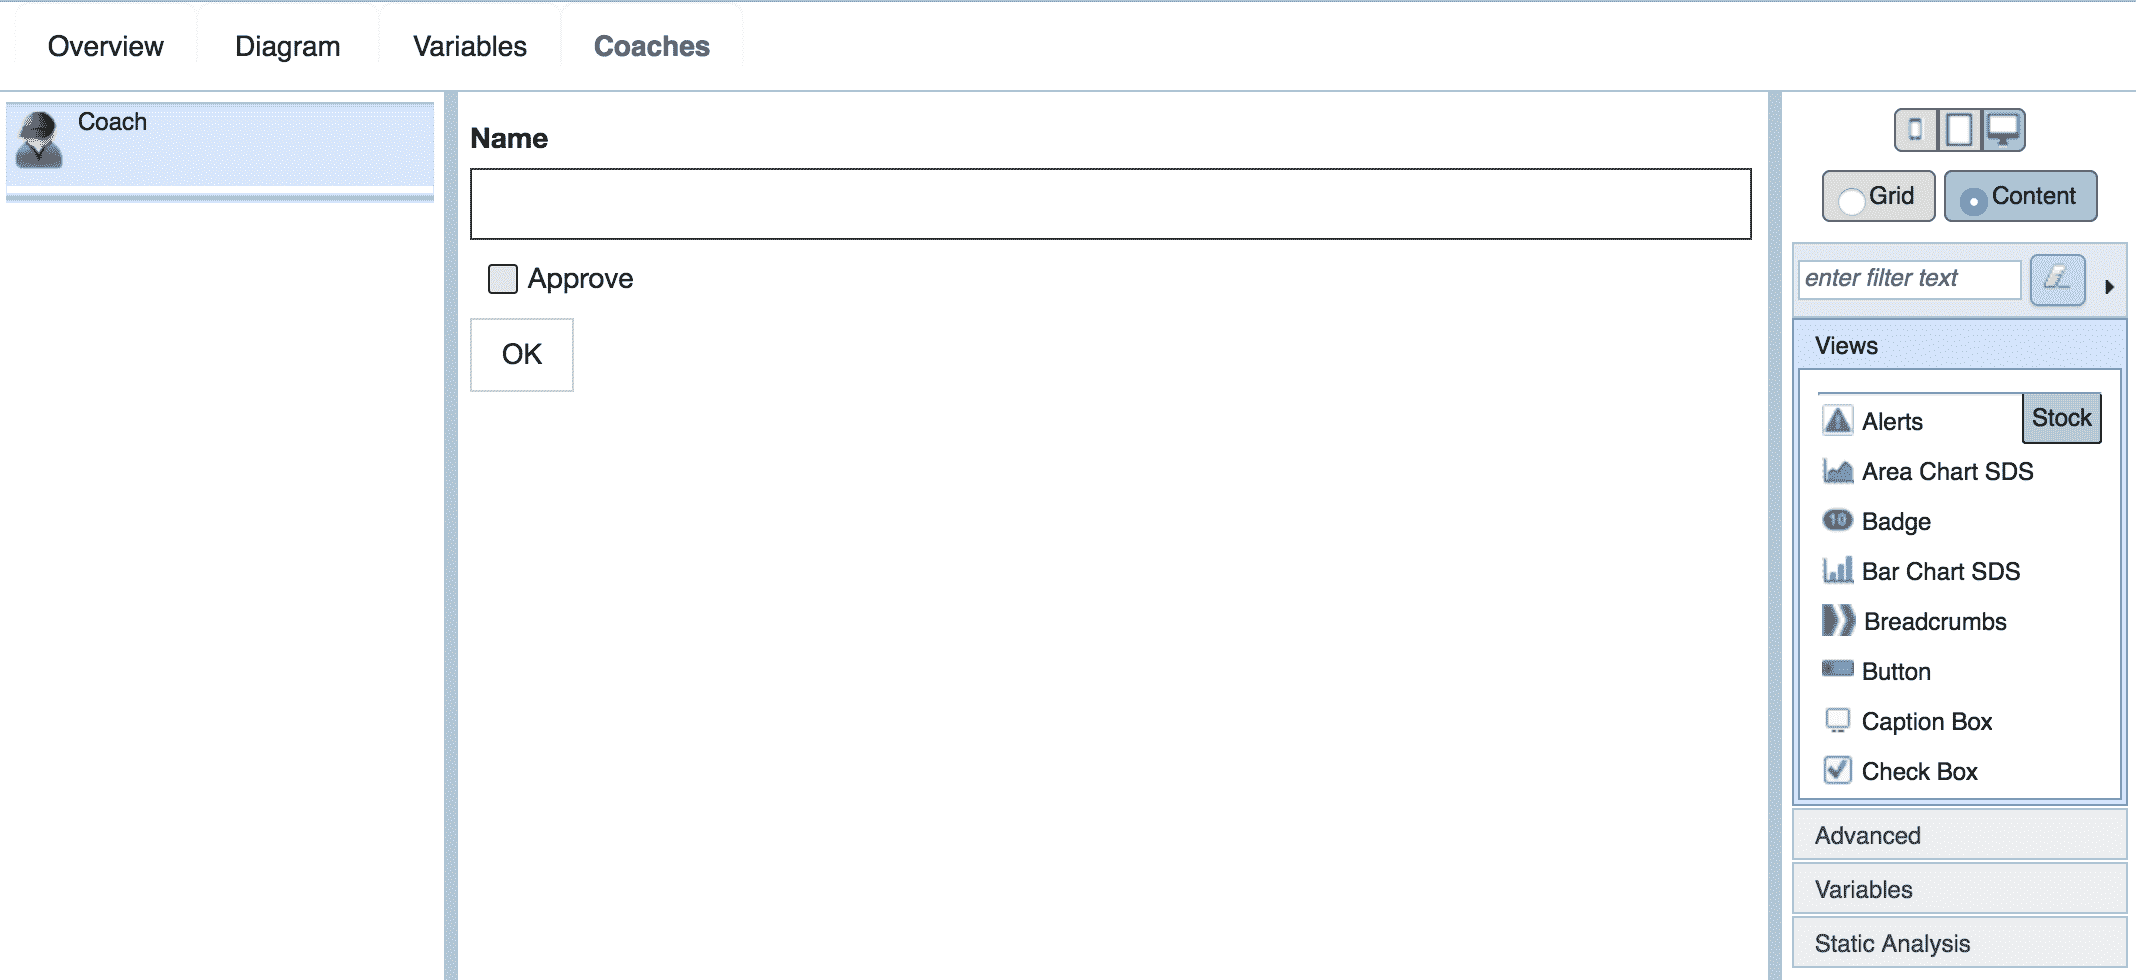 Overview Diagram Variables Coaches
Coach
Name
Approve
OK
Grid Content
enter filter text
Views
Stock
Alerts
Area Chart SDS
10 Badge
Bar Chart SDS
Breadcrumbs
Button
Caption Box
Check Box
Advanced
Variables
Static Analysis